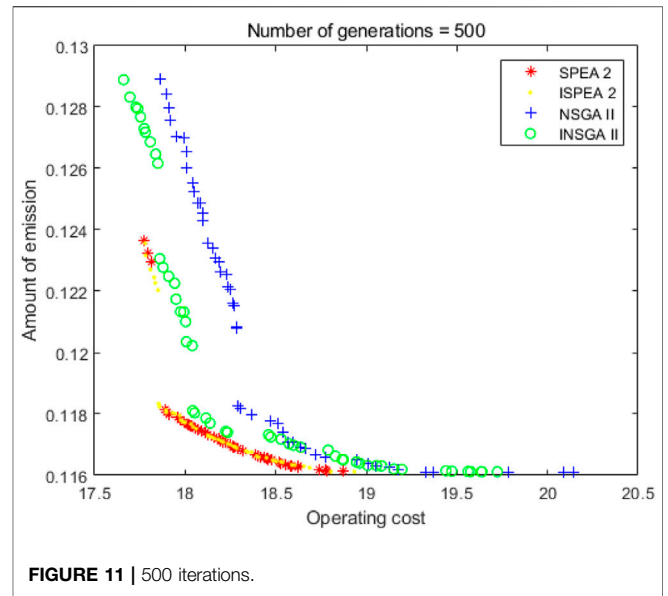 Number of generations = 500
0.13
0.128
0.126
0.124
0.122
0.12
0.118
0.116
Amount of emission
SPEA 2
ISPEA 2
NSGA II
INSGA II
17.5
18
18.5
19
19.5
20
20.5
Operating cost
FIGURE 11 | 500 iterations.